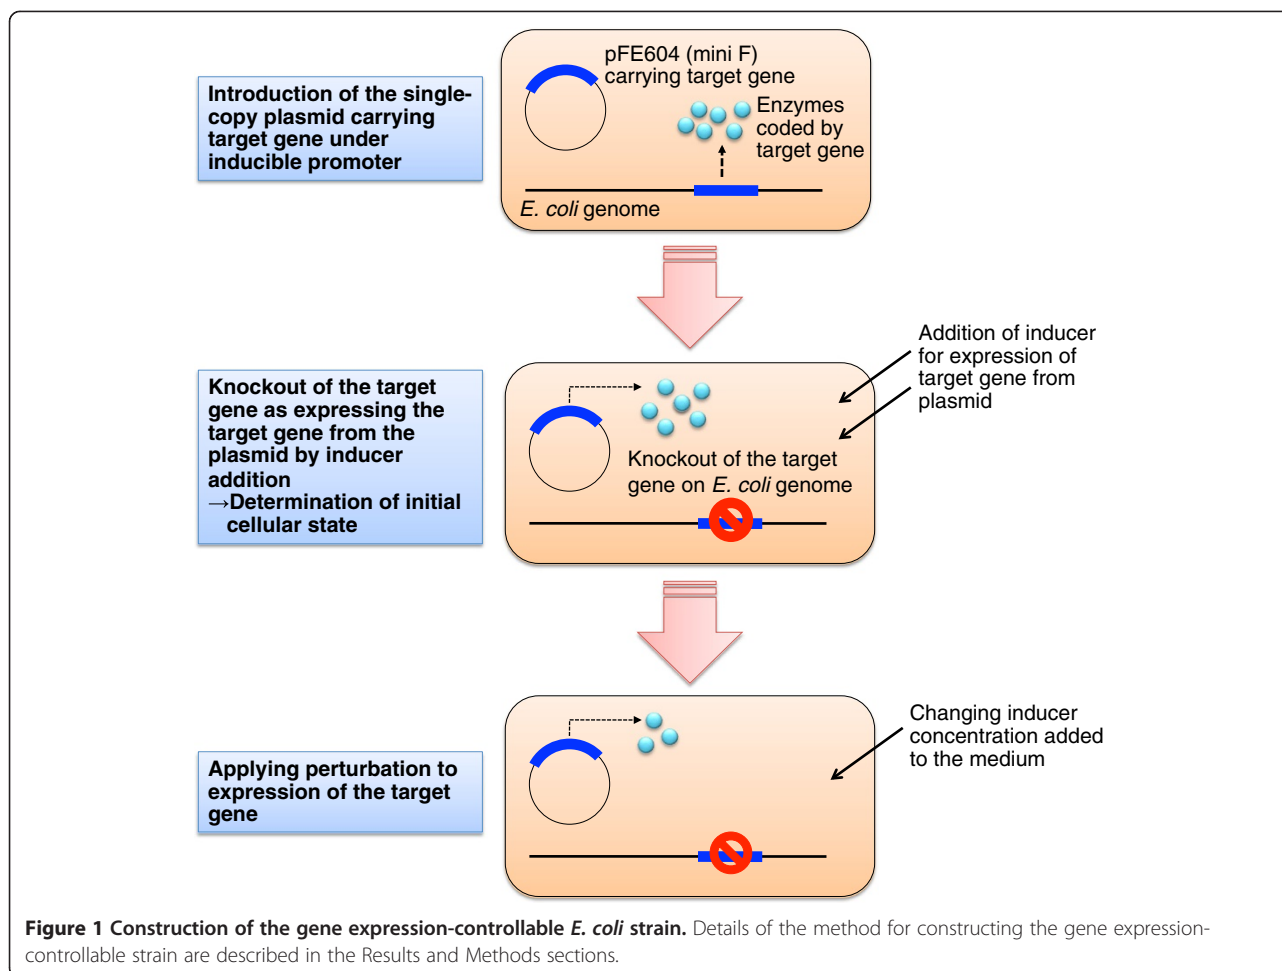 Introduction of the single-
copy plasmid carrying
target gene under
inducible promoter
pFE604 (mini F)
carrying target gene
Enzymes
coded by
target gene
E. coli genome
Knockout of the target
gene as expressing the
target gene from the
plasmid by inducer
addition
→Determination of initial
cellular state
Addition of inducer
for expression of
target gene from
plasmid
Knockout of the target
gene on E. coli genome
Applying perturbation to
expression of the target
gene
Changing inducer
concentration added
to the medium
Figure 1 Construction of the gene expression-controllable E. coli strain. Details of the method for constructing the gene expression-
controllable strain are described in the Results and Methods sections.